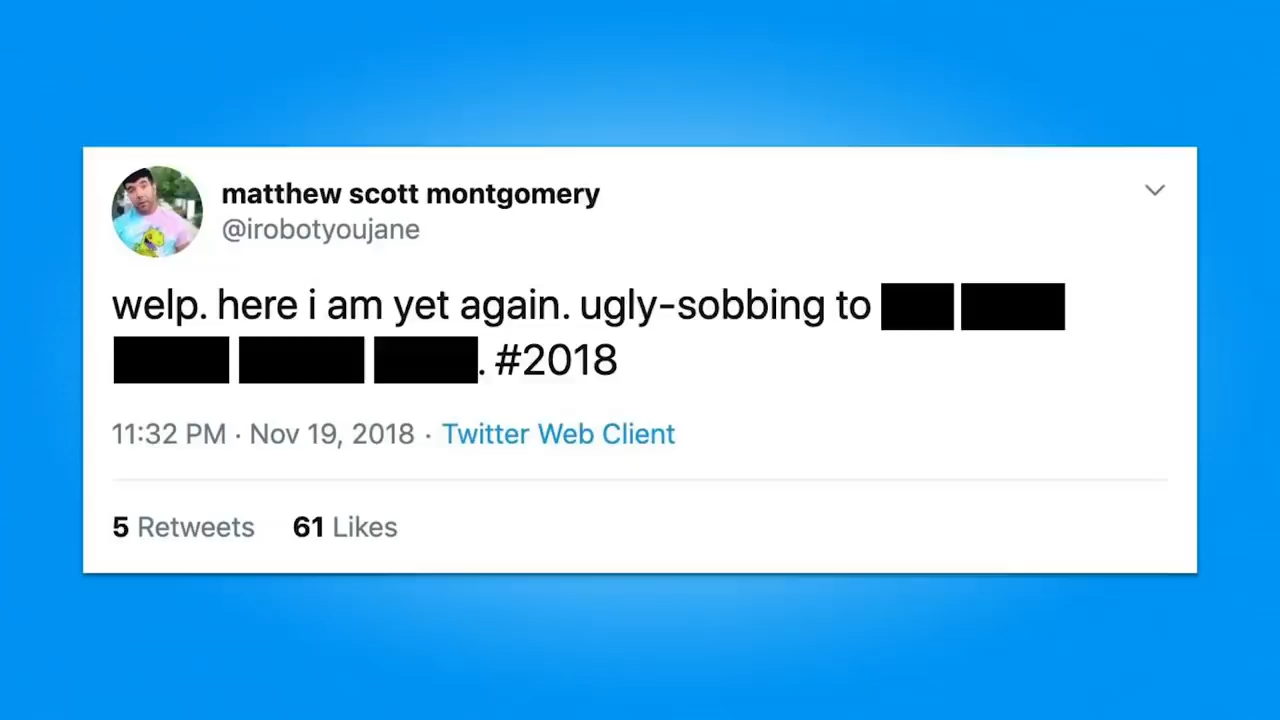 matthew scott montgomery
@irobotyoujane
welp. here i am yet again. ugly-sobbing to
. #2018
11:32 PM · Nov 19, 2018 · Twitter Web Client
5 Retweets 61 Likes